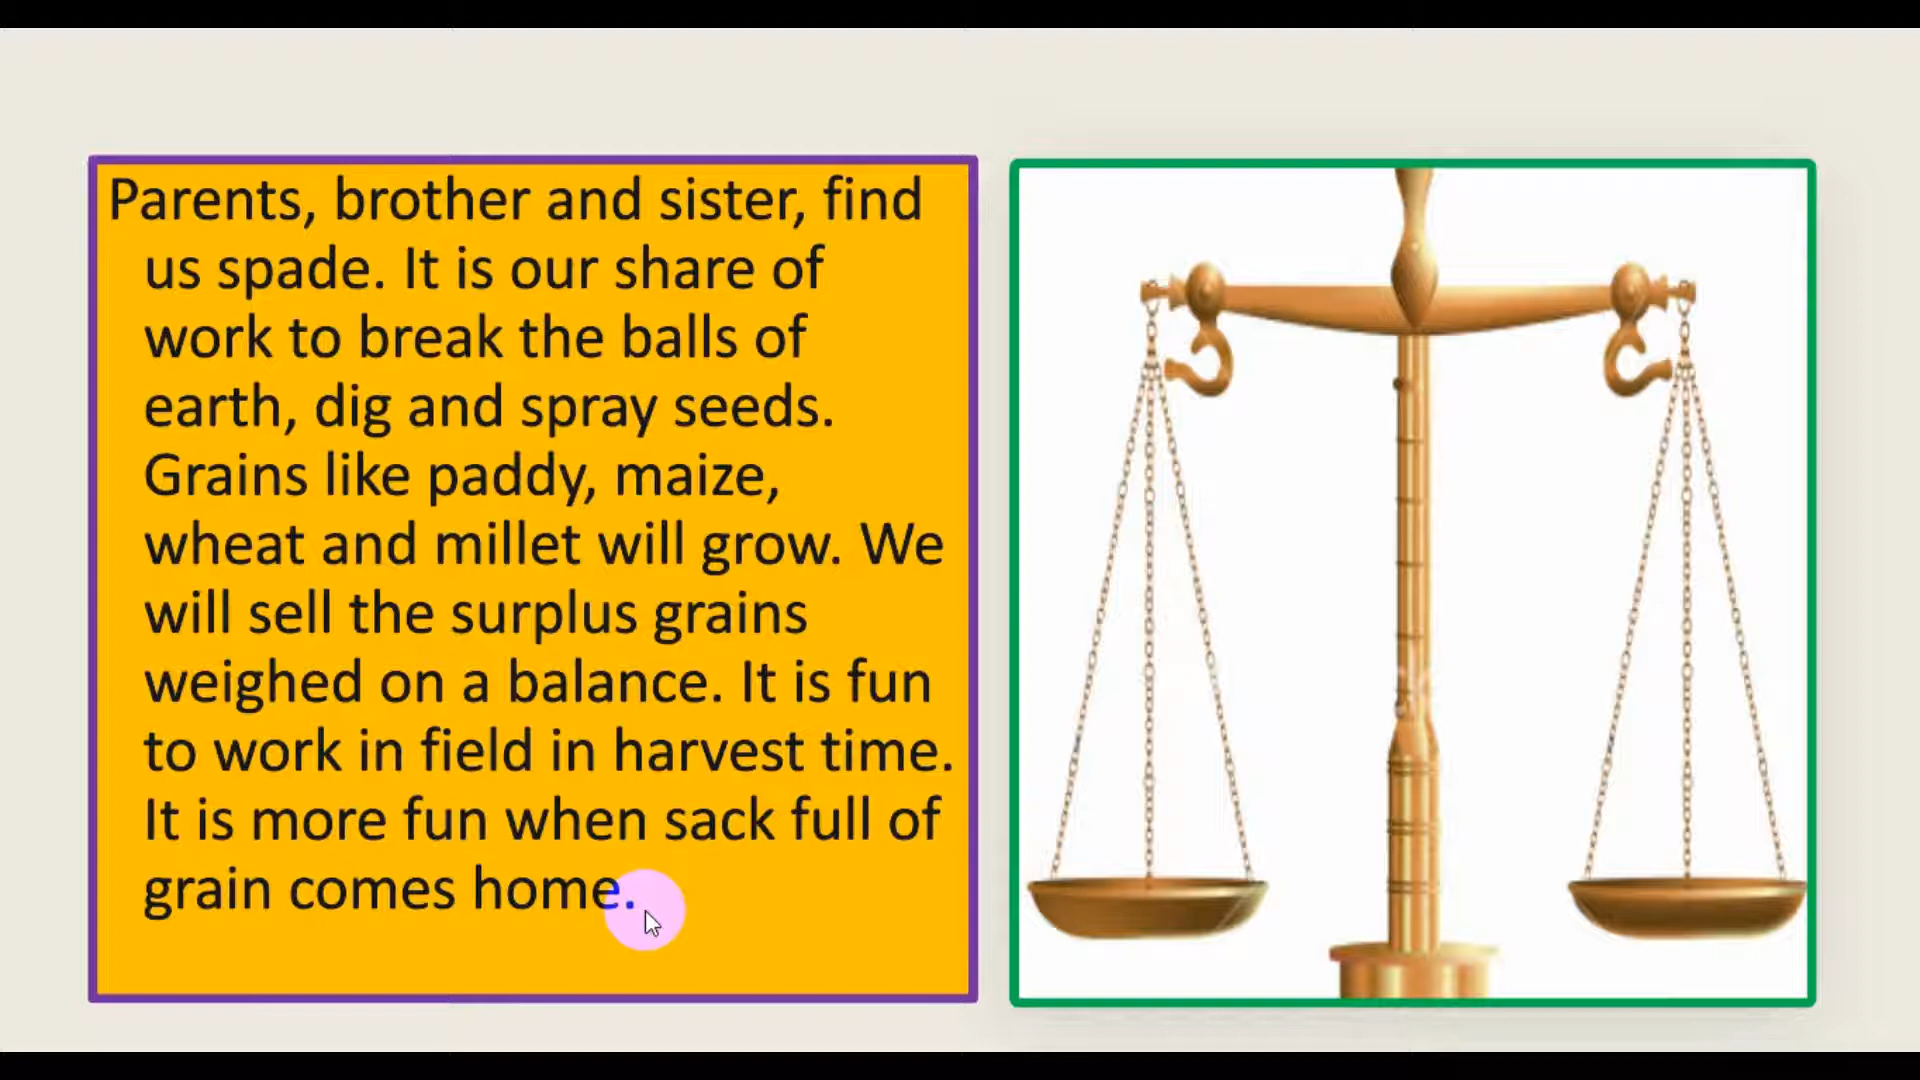 Parents, brother and sister, find
us spade. It is our share of
work to break the balls of
earth, dig and spray seeds.
Grains like paddy, maize,
wheat and millet will grow. We
will sell the surplus grains
weighed on a balance. It is fun
to work in field in harvest time.
It is more fun when sack full of
grain comes home.